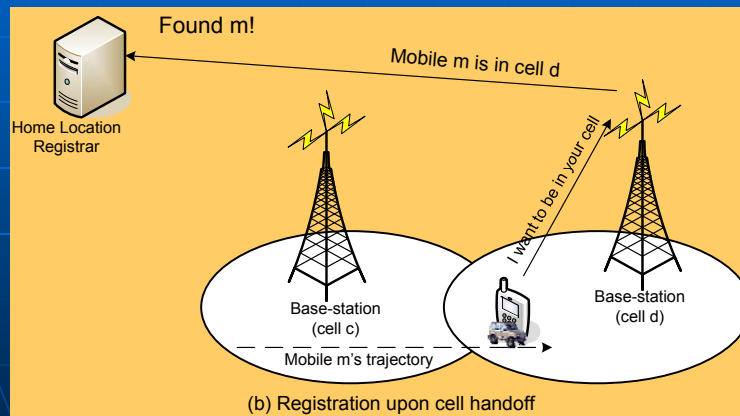 Found m!
Mobile m is in cell d
Home Location
Registrar
I want to be in your cell
Base-station
(cell c)
Base-station
(cell d)
Mobile m's trajectory
(b) Registration upon cell handoff